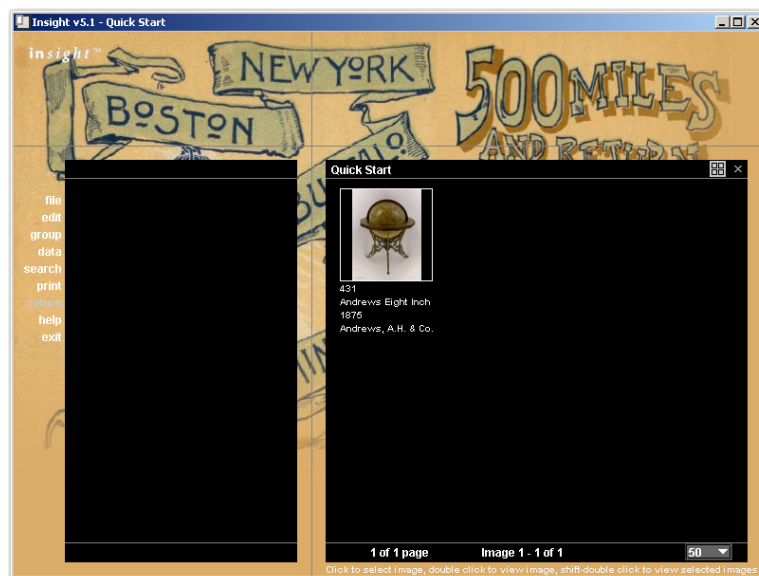 Insight v5.1 - Quick Start
insight™
NEW YORK
BOSTON
500 MILES
AND RETURN
Quick Start
file
edit
group
data
search
print
return
help
exit
431
Andrews Eight Inch
1875
Andrews, A.H. & Co.
1 of 1 page
Image 1 - 1 of 1
50
Click to select image, double click to view image, shift-double click to view selected images